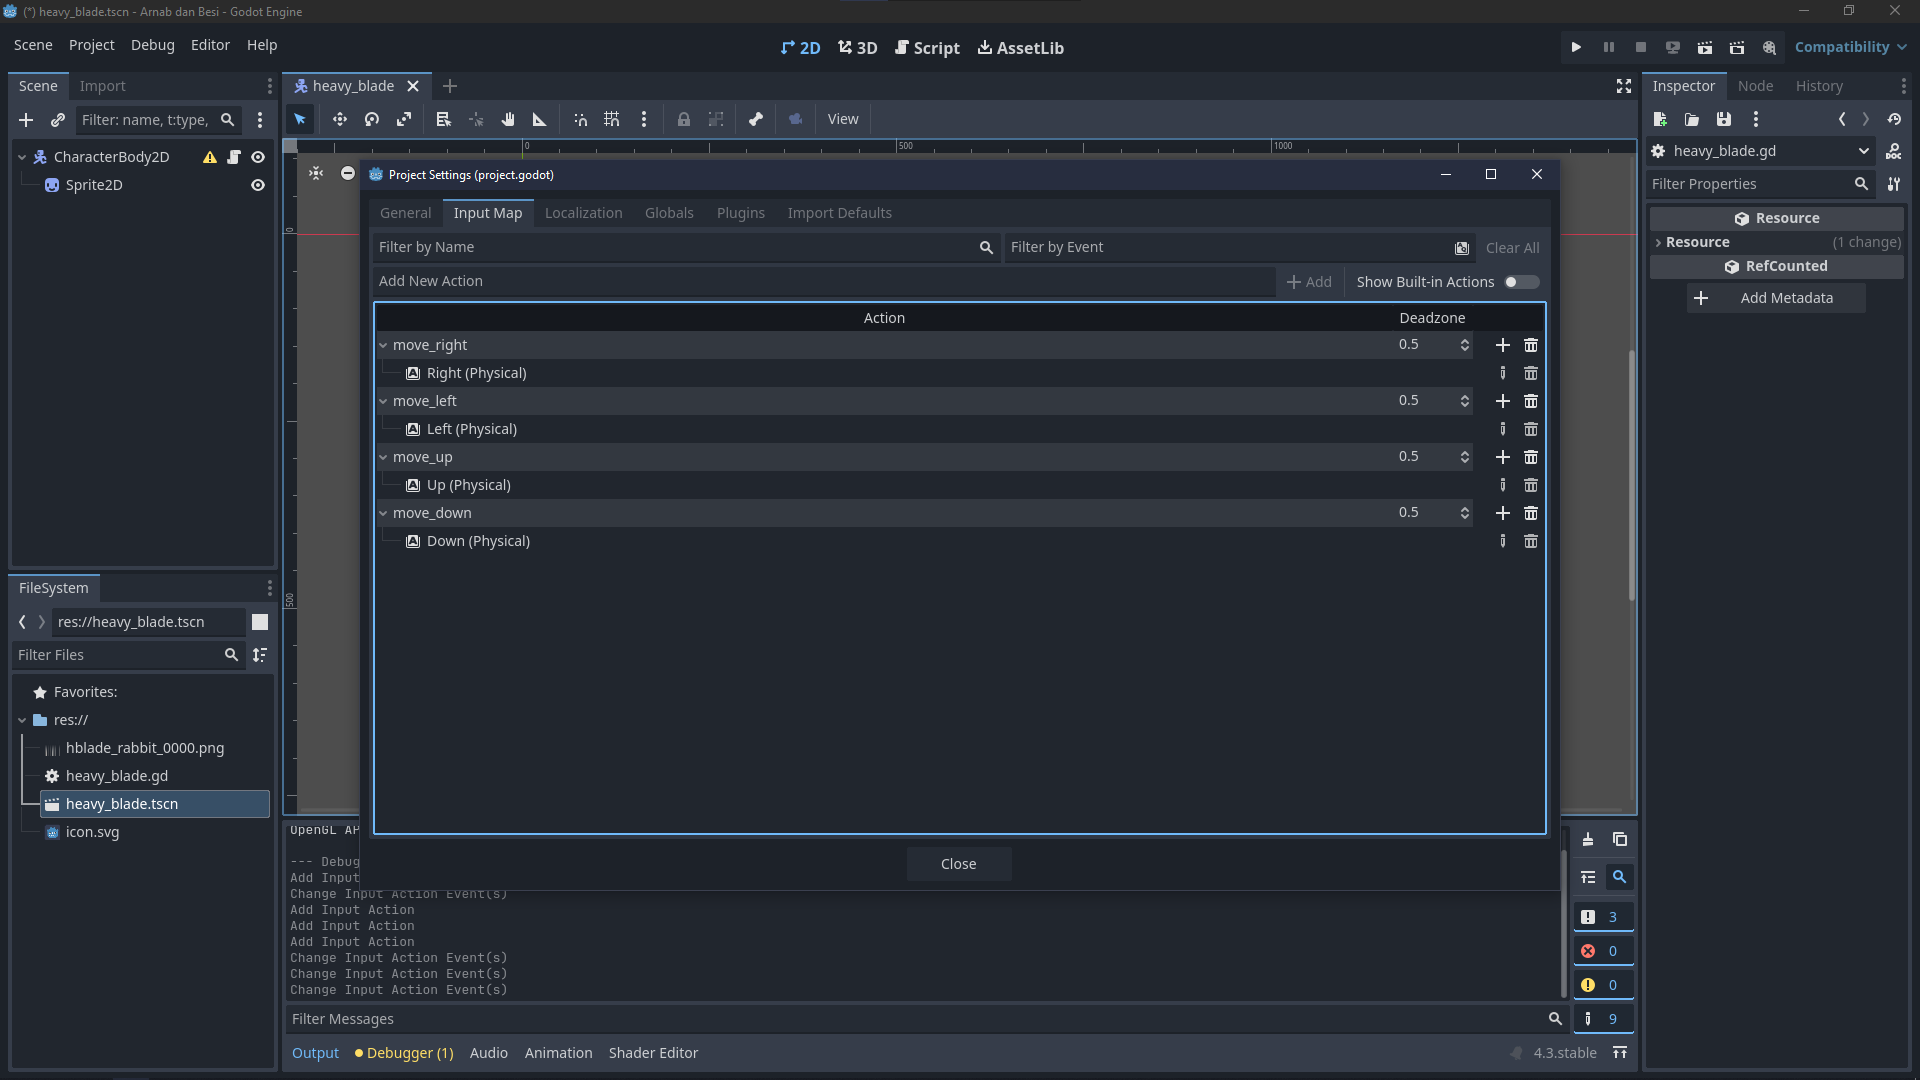 (*) heavy_blade.tscn - Arnab dan Besi - Godot Engine
Scene Project Debug Editor Help
2D 3D Script AssetLib
Compatibility
Scene Import
heavy_blade
Inspector Node History
Filter: name, t:type,
View
CharacterBody2D
Sprite2D
0 500 1000
0
500
heavy_blade.gd
DOC
Filter Properties
Resource
Resource (1 change)
RefCounted
Add Metadata
Project Settings (project.godot)
General Input Map Localization Globals Plugins Import Defaults
Filter by Name Filter by Event Clear All
Add New Action Add Show Built-in Actions
Action Deadzone
move_right 0.5
Right (Physical)
move_left 0.5
Left (Physical)
move_up 0.5
Up (Physical)
move_down 0.5
Down (Physical)
Close
FileSystem
res://heavy_blade.tscn
Filter Files
Favorites:
res://
hblade_rabbit_0000.png
heavy_blade.gd
heavy_blade.tscn
icon.svg
OpenGL AP
--- Debug
Add Input
Change Input Action Event(s)
Add Input Action
Add Input Action
Add Input Action
Change Input Action Event(s)
Change Input Action Event(s)
Change Input Action Event(s)
3
0
0
9
Filter Messages
Output Debugger (1) Audio Animation Shader Editor
4.3.stable